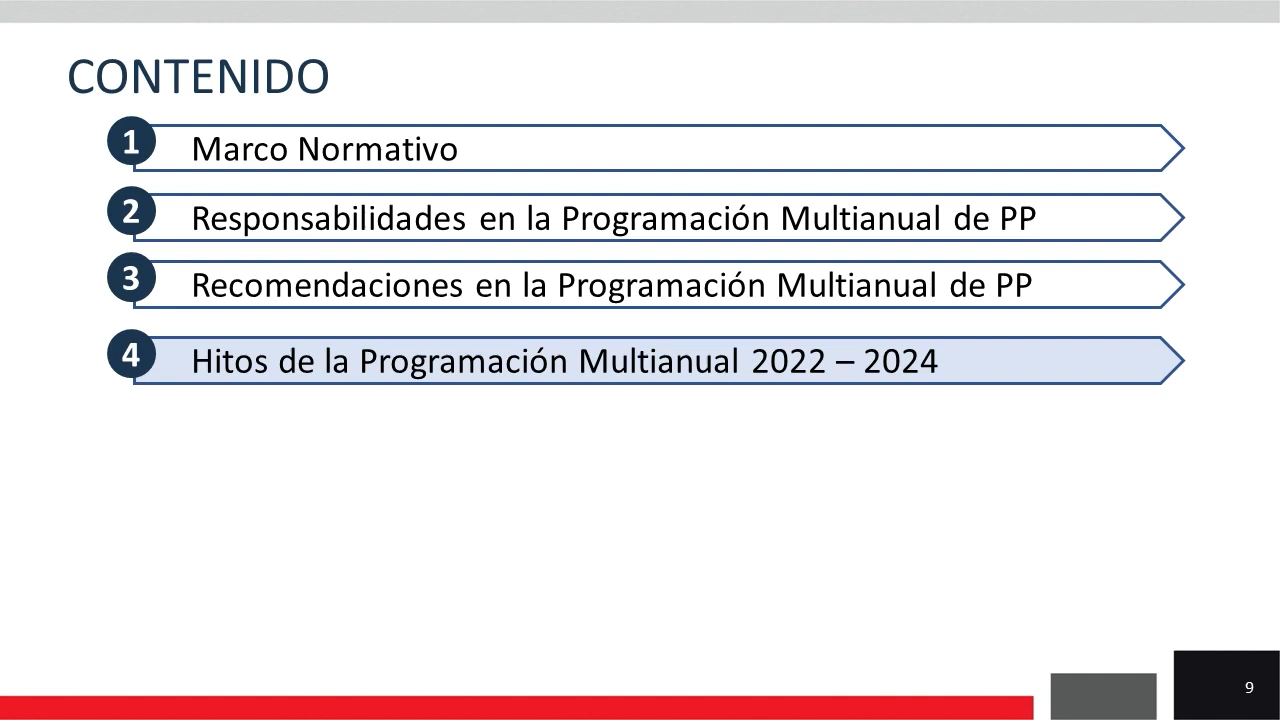 CONTENIDO
1 Marco Normativo
2 Responsabilidades en la Programación Multianual de PP
3 Recomendaciones en la Programación Multianual de PP
4 Hitos de la Programación Multianual 2022 – 2024
9